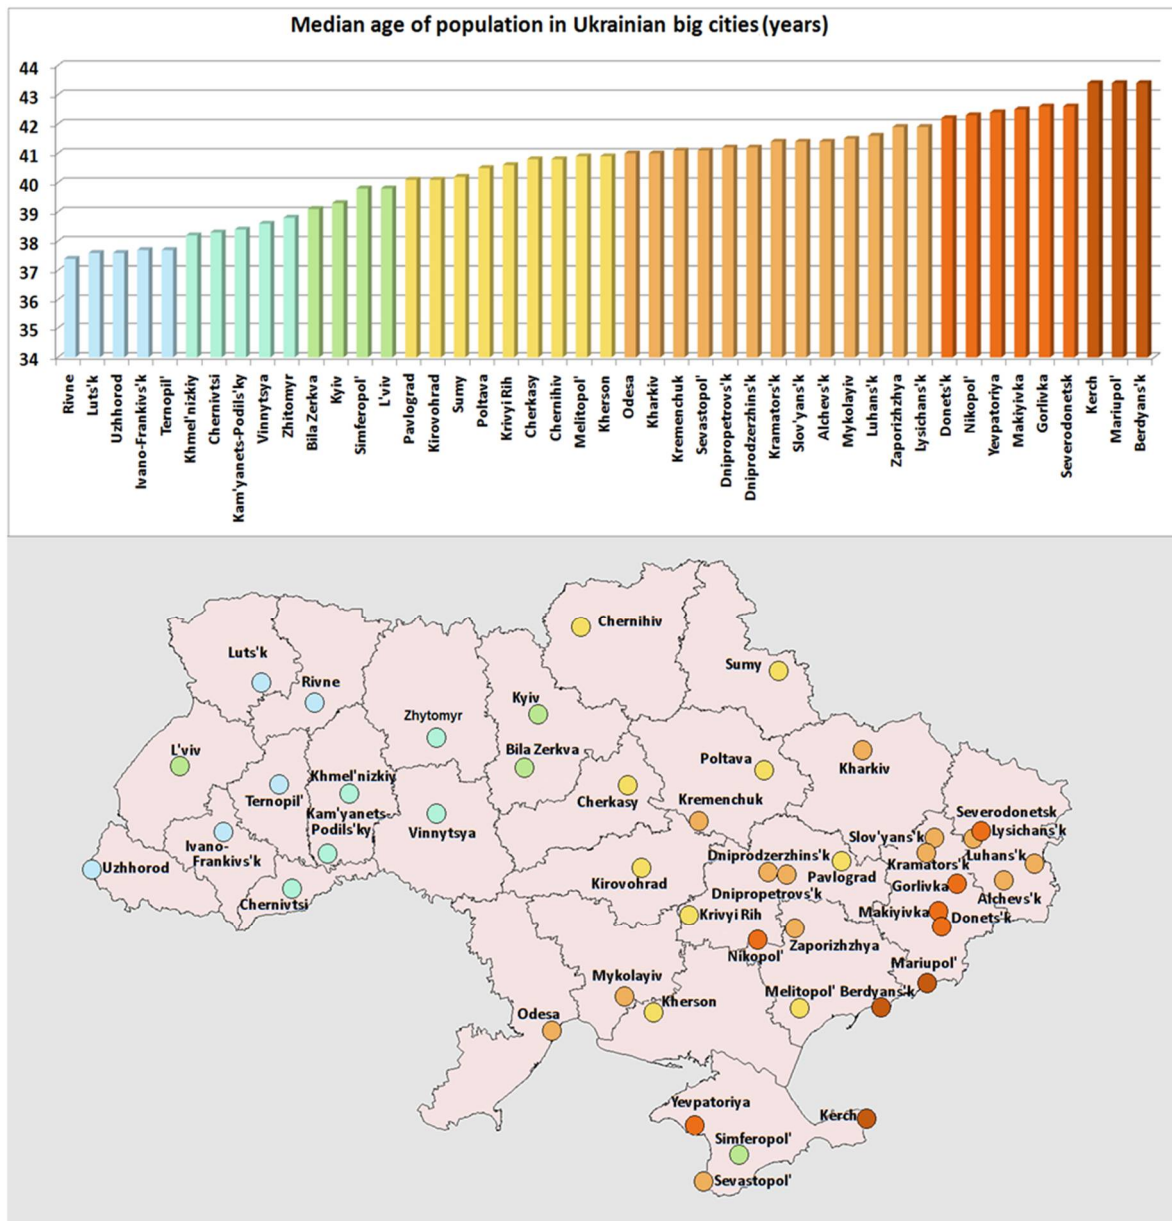 Median age of population in Ukrainian big cities (years)
44
43
42
41
40
39
38
37
36
35
34
Rivne
Luts'k
Uzhhorod
Ivano-Frankivs'k
Ternopil'
Khmel'nizkiy
Chernivtsi
Kam'yanets-Podils'ky
Vinnytsya
Zhitomyr
Bila Zerkva
Kyiv
Simferopol'
L'viv
Pavlograd
Kirovohrad
Sumy
Poltava
Krivyi Rih
Cherkasy
Chernihiv
Melitopol'
Kherson
Odesa
Kharkiv
Kremenchuk
Sevastopol'
Dnipropetrovs'k
Dniprodzerzhins'k
Kramators'k
Slov'yans'k
Alchevs'k
Mykolayiv
Luhans'k
Zaporizhzhya
Lysichans'k
Donets'k
Nikopol'
Yevpatoriya
Makiyivka
Gorlivka
Severodonetsk
Kerch
Mariupol'
Berdyans'k
Chernihiv
Luts'k
Sumy
Rivne
Kyiv
Zhytomyr
L'viv
Bila Zerkva
Poltava
Kharkiv
Khmel'nizkiy
Ternopil'
Cherkasy
Kremenchuk
Kam'yanets-
Podils'ky
Vinnytsya
Severodonetsk
Lysichans'k
Slov'yans'k
Ivano-
Frankivs'k
Dniprodzerzhins'k
Luhans'k
Kramators'k
Uzhhorod
Pavlograd
Kirovohrad
Gorlivka
Dnipropetrovs'k
Alchevs'k
Chernivtsi
Makiyivka
Krivyi Rih
Donets'k
Zaporizhzhya
Nikopol'
Mariupol'
Mykolayiv
Melitopol'
Berdyans'k
Kherson
Odesa
Yevpatoriya
Kerch
Simferopol'
Sevastopol'